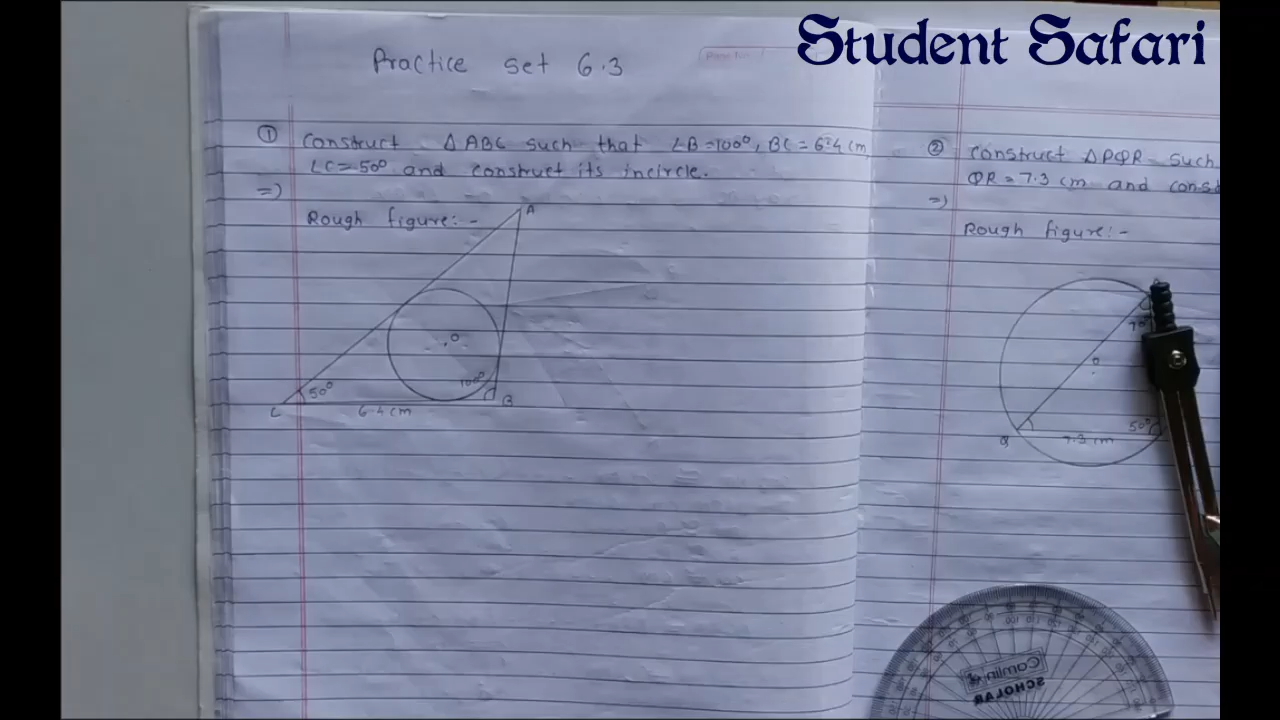 Student Safari
Practice set 6.3
① Construct △ABC such that ∠B=100°, BC=6.4 cm
∠C=50° and construct its incircle.
=)
Rough figure:-
A
O
50°
100°
C
6.4 cm
B
② Construct △PQR such
QR=7.3 cm and
=)
Rough figure:-
70°
O
50°
Q
7.3 cm
Camlin
SCHOLAR